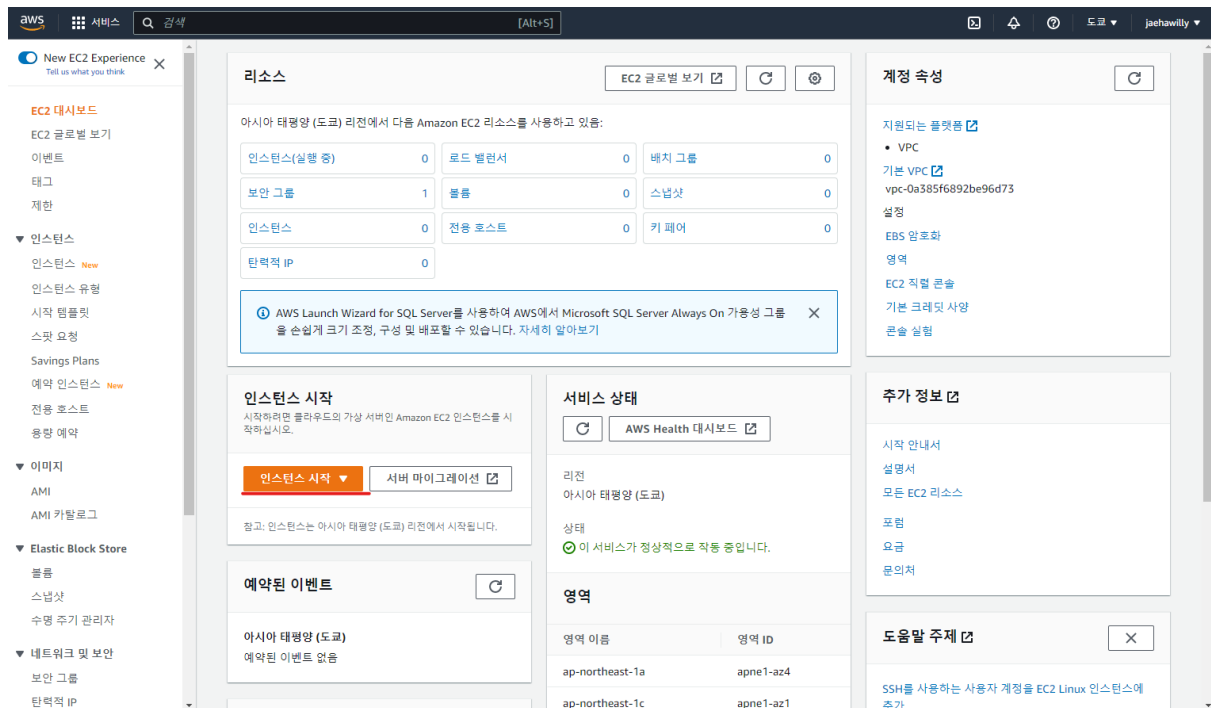 aws
서비스
검색
[Alt+S]
도쿄 ▼
jaehawilly ▼
New EC2 Experience
Tell us what you think
EC2 대시보드
EC2 글로벌 보기
이벤트
태그
제한
▼ 인스턴스
인스턴스 New
인스턴스 유형
시작 템플릿
스팟 요청
Savings Plans
예약 인스턴스 New
전용 호스트
용량 예약
▼ 이미지
AMI
AMI 카탈로그
▼ Elastic Block Store
볼륨
스냅샷
수명 주기 관리자
▼ 네트워크 및 보안
보안 그룹
탄력적 IP
리소스
EC2 글로벌 보기
아시아 태평양 (도쿄) 리전에서 다음 Amazon EC2 리소스를 사용하고 있음:
인스턴스(실행 중) 0
로드 밸런서 0
배치 그룹 0
보안 그룹 1
볼륨 0
스냅샷 0
인스턴스 0
전용 호스트 0
키 페어 0
탄력적 IP 0
AWS Launch Wizard for SQL Server를 사용하여 AWS에서 Microsoft SQL Server Always On 가용성 그룹
을 손쉽게 크기 조정, 구성 및 배포할 수 있습니다. 자세히 알아보기
인스턴스 시작
시작하려면 클라우드의 가상 서버인 Amazon EC2 인스턴스를 시
작하십시오.
인스턴스 시작 ▼
서버 마이그레이션
참고: 인스턴스는 아시아 태평양 (도쿄) 리전에서 시작됩니다.
예약된 이벤트
아시아 태평양 (도쿄)
예약된 이벤트 없음
서비스 상태
AWS Health 대시보드
리전
아시아 태평양 (도쿄)
상태
이 서비스가 정상적으로 작동 중입니다.
영역
영역 이름
영역 ID
ap-northeast-1a
apne1-az4
ap-northeast-1c
apne1-az1
계정 속성
지원되는 플랫폼
• VPC
기본 VPC
vpc-0a385f6892be96d73
설정
EBS 암호화
영역
EC2 직렬 콘솔
기본 크레딧 사양
콘솔 실험
추가 정보
시작 안내서
설명서
모든 EC2 리소스
포럼
요금
문의처
도움말 주제
SSH를 사용하는 사용자 계정을 EC2 Linux 인스턴스에
추가